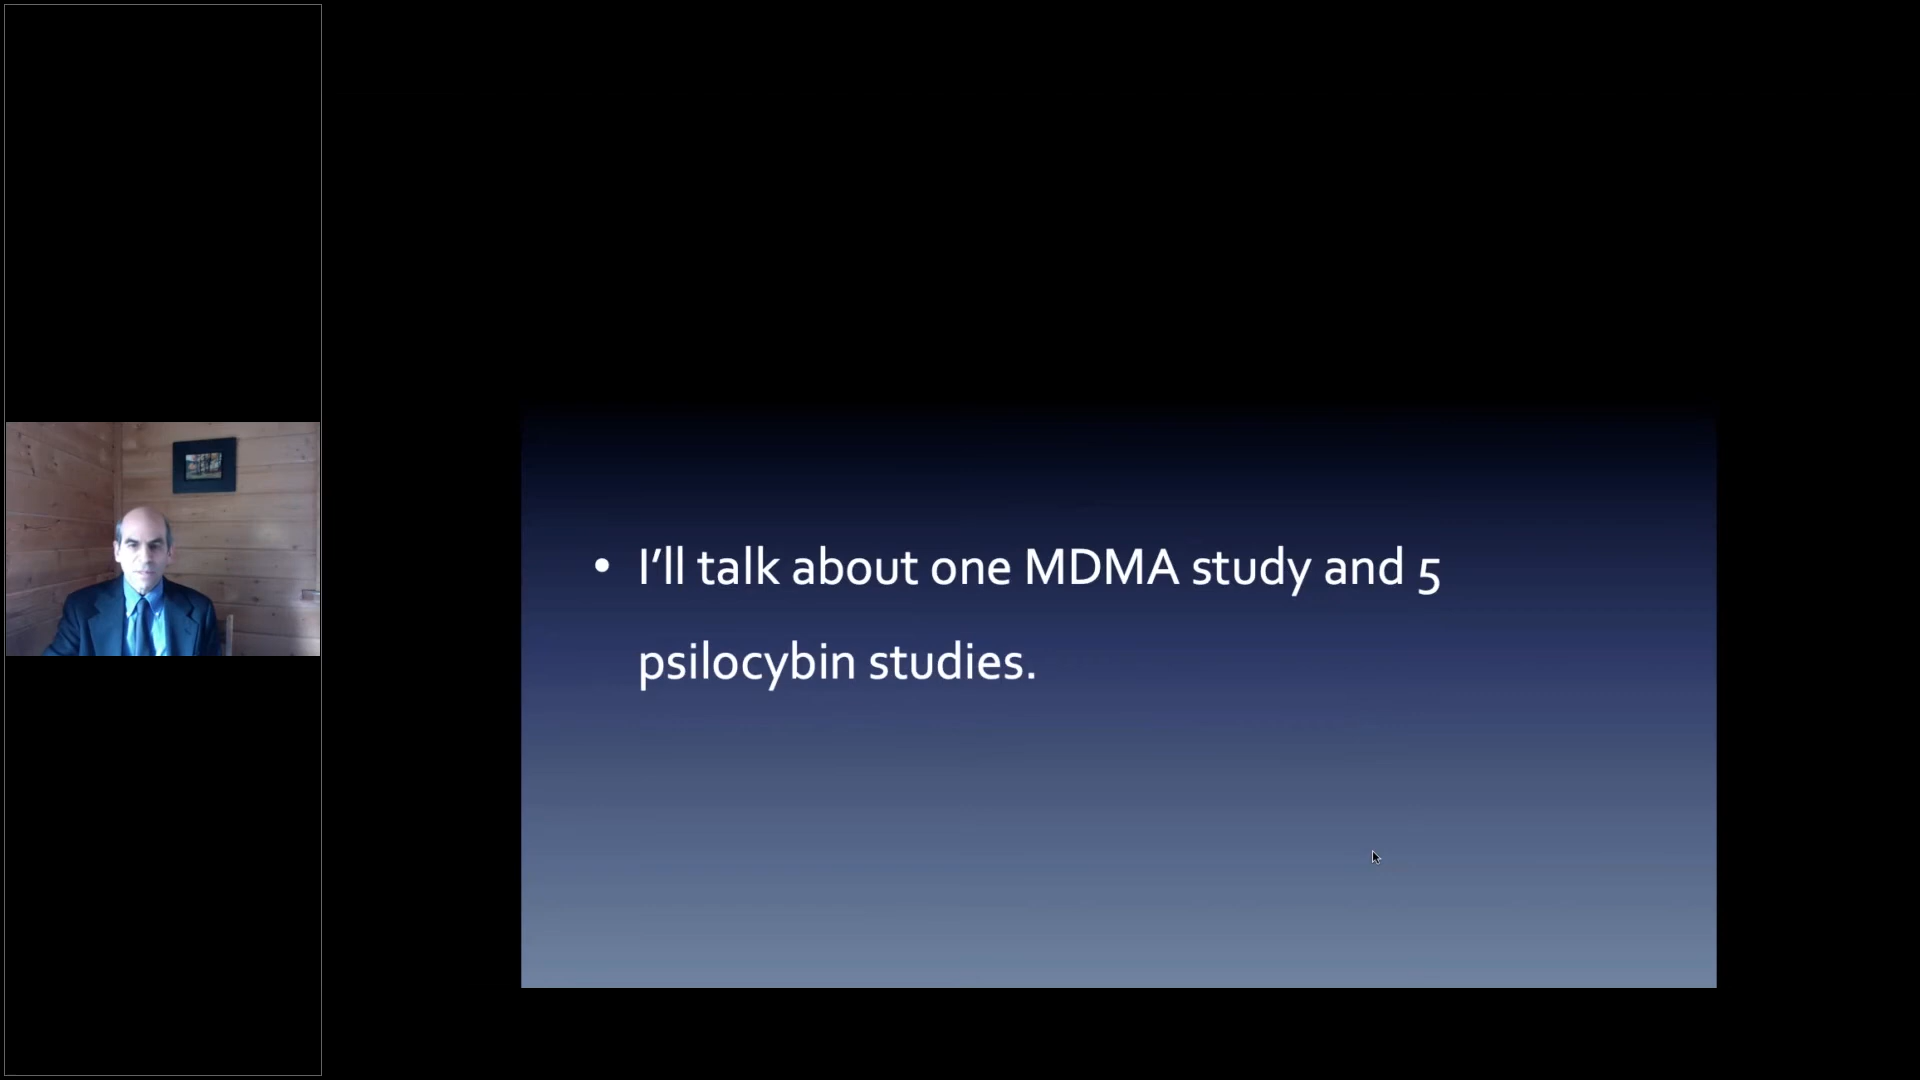 • I’ll talk about one MDMA study and 5
psilocybin studies.